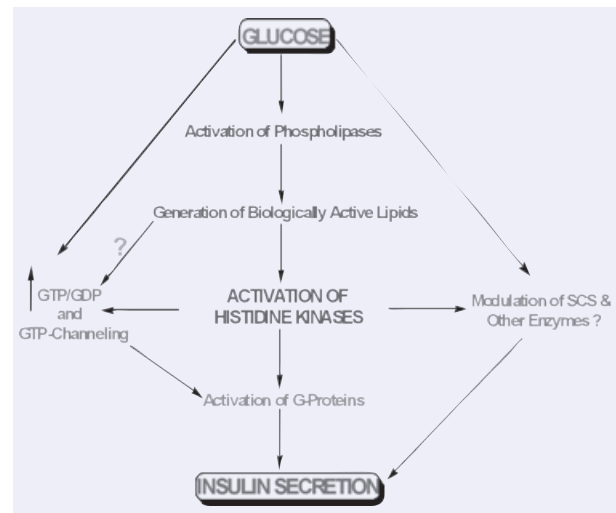 GLUCOSE
Activation of Phospholipases
Generation of Biologically Active Lipids
?
GTP/GDP
and
GTP-Channeling
ACTIVATION OF
HISTIDINE KINASES
Modulation of SCS &
Other Enzymes ?
Activation of G-Proteins
INSULIN SECRETION